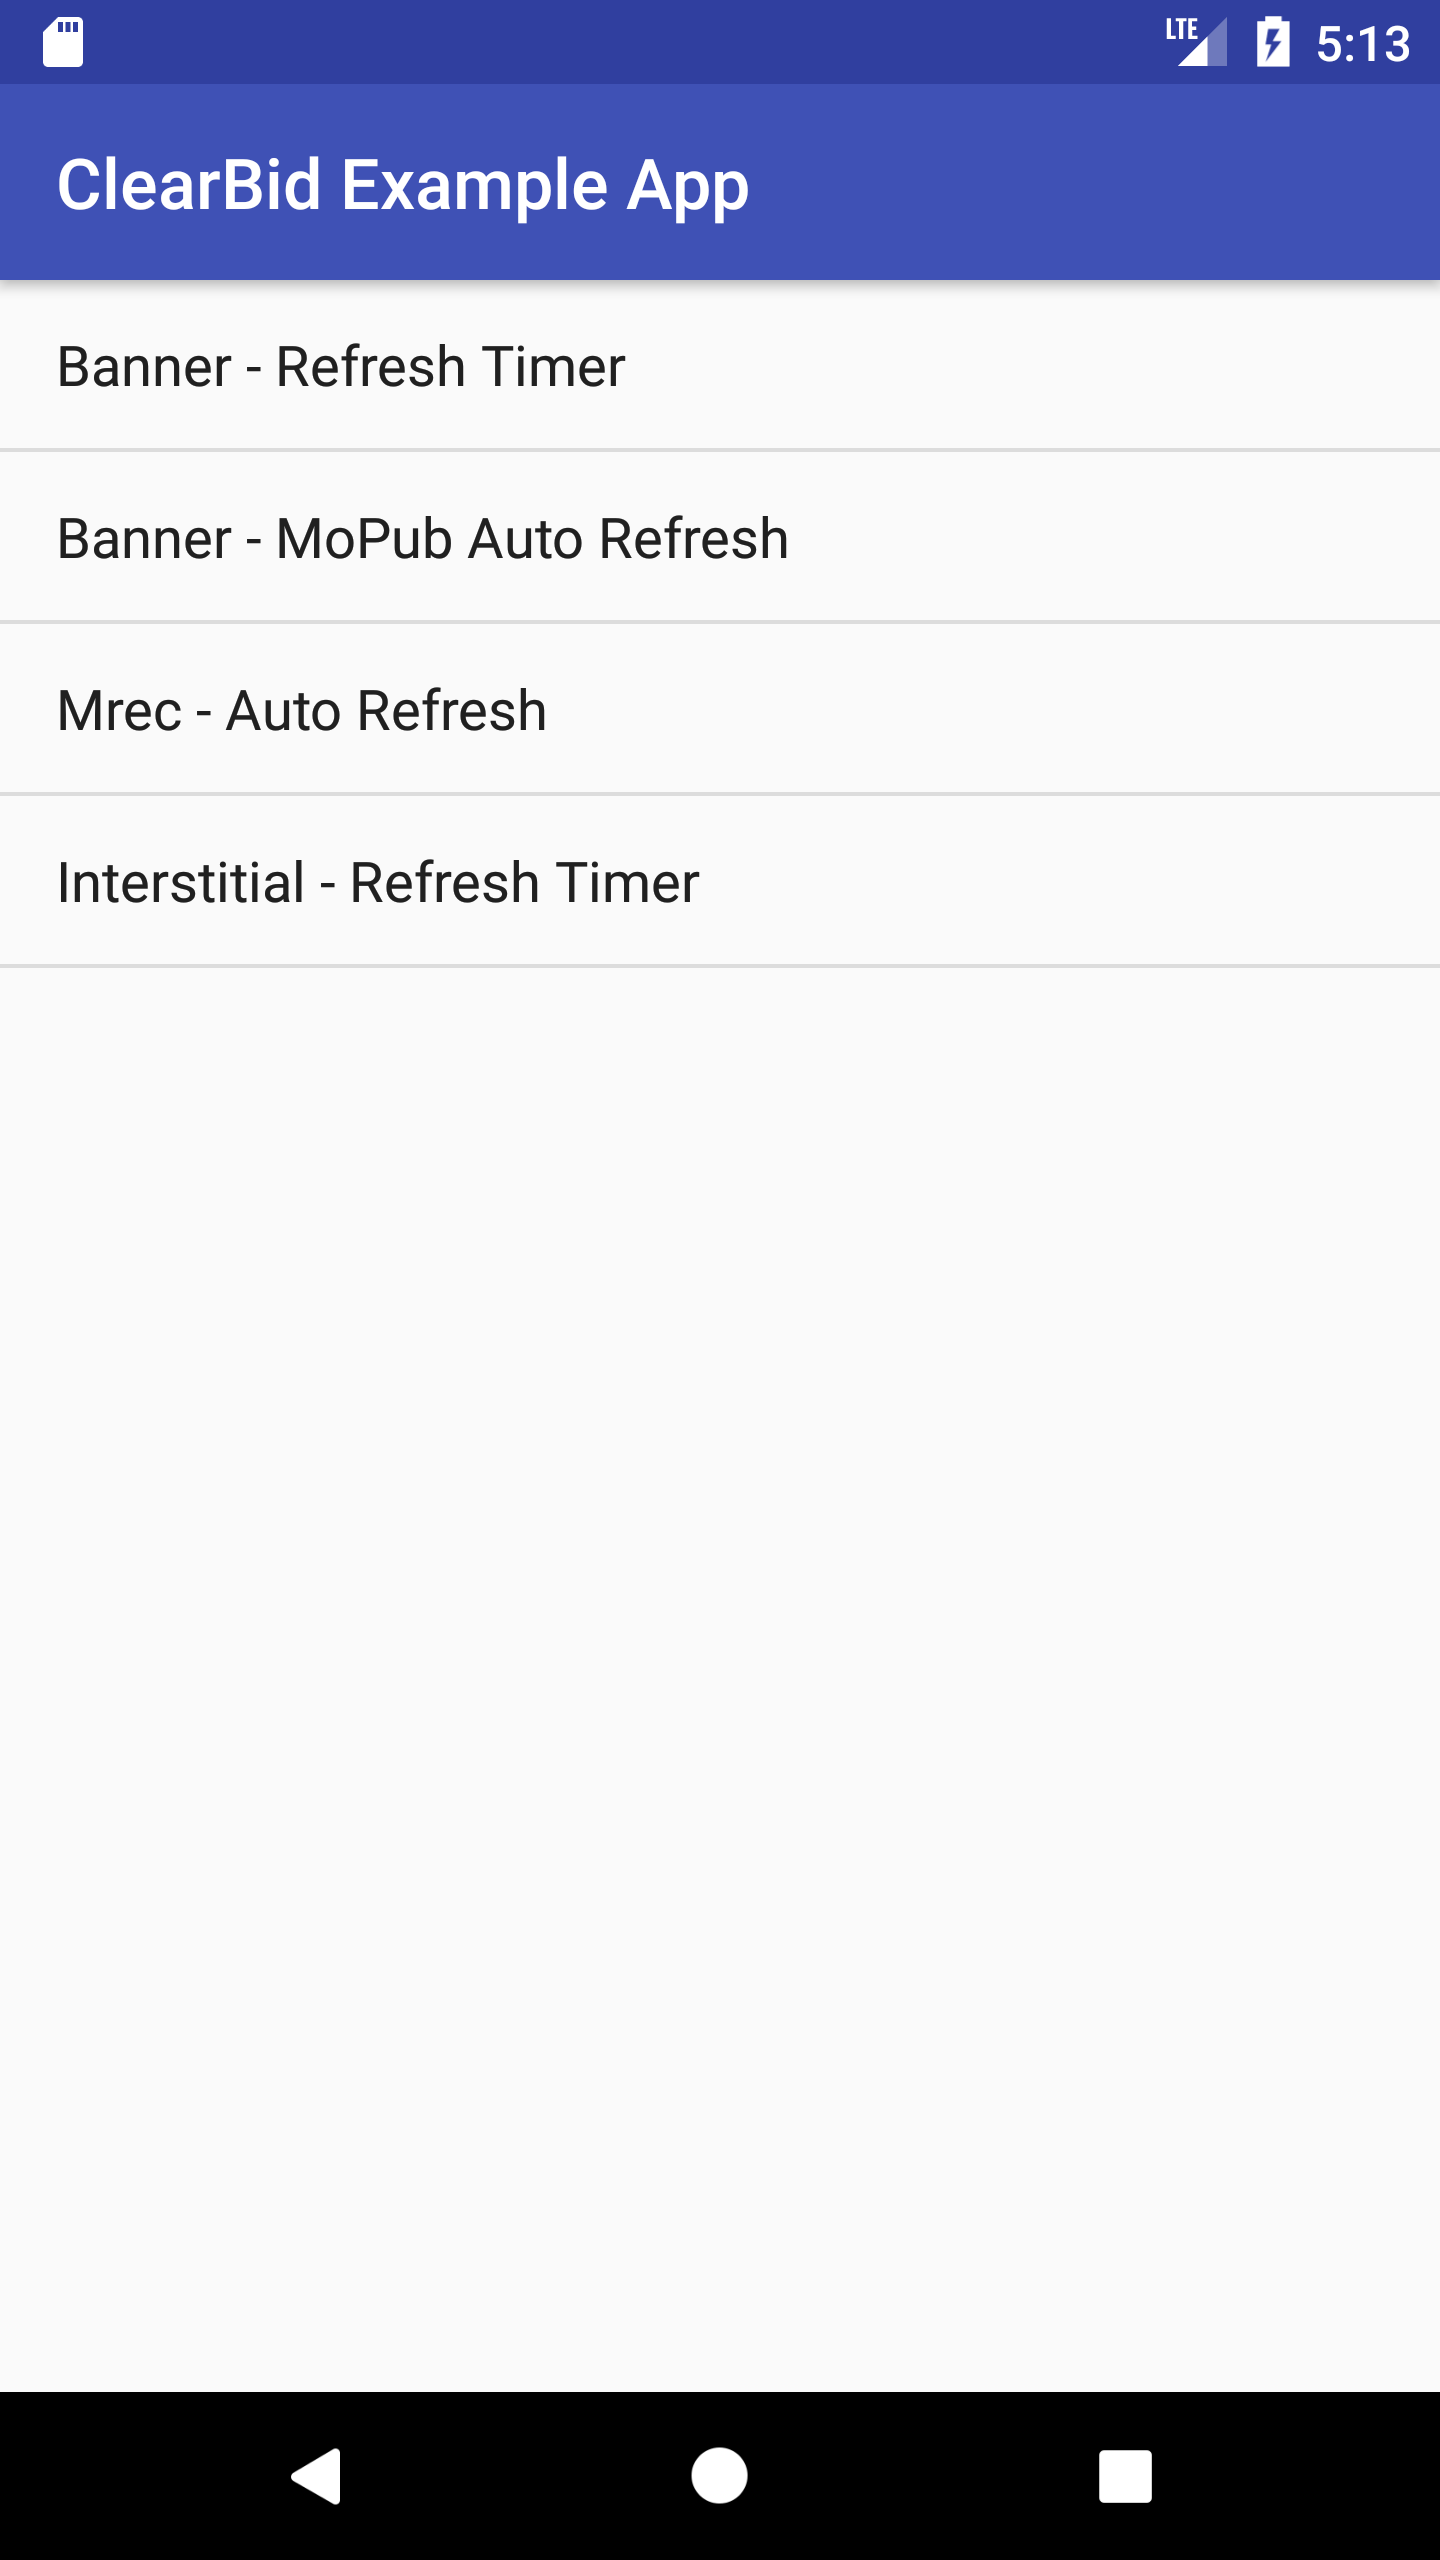 LTE 5:13
ClearBid Example App
Banner - Refresh Timer
Banner - MoPub Auto Refresh
Mrec - Auto Refresh
Interstitial - Refresh Timer